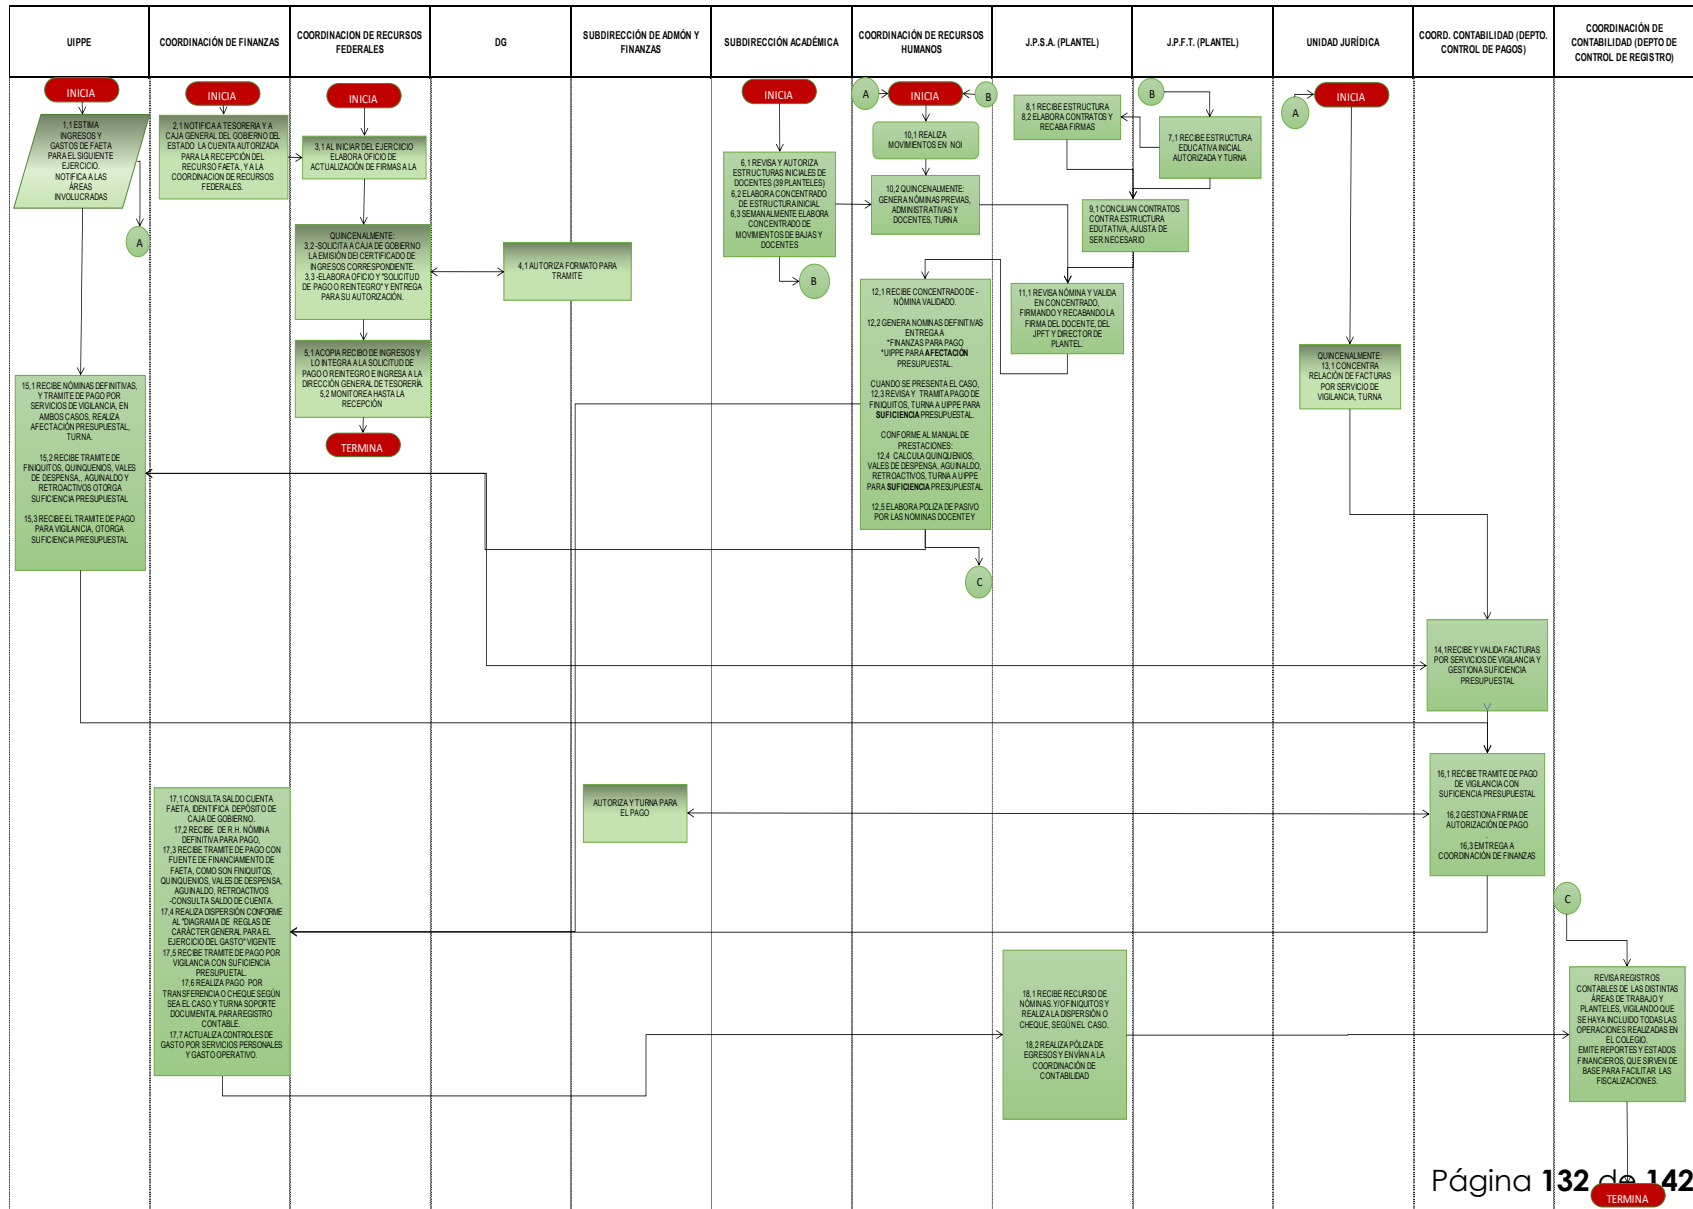 UIPPE
COORDINACIÓN DE FINANZAS
COORDINACION DE RECURSOS
FEDERALES
DG
SUBDIRECCIÓN DE ADMÓN Y
FINANZAS
SUBDIRECCIÓN ACADÉMICA
COORDINACIÓN DE RECURSOS
HUMANOS
J.P.S.A. (PLANTEL)
J.P.F.T. (PLANTEL)
UNIDAD JURÍDICA
COORD. CONTABILIDAD (DEPTO.
CONTROL DE PAGOS)
COORDINACIÓN DE
CONTABILIDAD (DEPTO DE
CONTROL DE REGISTRO)
INICIA
1,1 ESTIMA
INGRESOS Y
GASTOS DE FAETA
PARA EL SIGUIENTE
EJERCICIO.
NOTIFICA A LAS
ÁREAS
INVOLUCRADAS
A
INICIA
2,1 NOTIFICA A TESORERIA Y A
CAJA GENERAL DEL GOBIERNO DEL
ESTADO LA CUENTA AUTORIZADA
PARA LA RECEPCIÓN DEL
RECURSO FAETA, Y A LA
COORDINACION DE RECURSOS
FEDERALES.
INICIA
3,1 AL INICIAR DEL EJERCIICIO
ELABORA OFICIO DE
ACTUALIZACIÓN DE FIRMAS A LA
QUINCENALMENTE:
3,2 -SOLICITA A CAJA DE GOBIERNO
LA EMISIÓN DEl CERTIFICADO DE
INGRESOS CORRESPONDIENTE.
3,3 -ELABORA OFICIO Y "SOLICITUD
DE PAGO O REINTEGRO" Y ENTREGA
PARA SU AUTORIZACIÓN.
4,1 AUTORIZA FORMATO PARA
TRAMITE
5,1 ACOPIA RECIBO DE INGRESOS Y
LO INTEGRA A LA SOLICITUD DE
PAGO O REINTEGRO E INGRESA A LA
DIRECCIÓN GENERAL DE TESORERÍA.
5,2 MONITOREA HASTA LA
RECEPCIÓN
TERMINA
INICIA
6,1 REVISA Y AUTORIZA
ESTRUCTURAS INICIALES DE
DOCENTES (39 PLANTELES)
6,2 ELABORA CONCENTRADO
DE ESTRUCTURA INICIAL
6,3 SEMANALMENTE ELABORA
CONCENTRADO DE
MOVIMIENTOS DE BAJAS Y
DOCENTES
B
A
INICIA
B
10,1 REALIZA
MOVIMIENTOS EN NOI
10,2 QUINCENALMENTE:
GENERA NÓMINAS PREVIAS,
ADMINISTRATIVAS Y
DOCENTES, TURNA
8,1 RECIBE ESTRUCTURA
8,2 ELABORA CONTRATOS Y
RECABA FIRMAS
B
7,1 RECIBE ESTRUCTURA
EDUCATIVA INICIAL
AUTORIZADA Y TURNA
9,1 CONCILIAN CONTRATOS
CONTRA ESTRUCTURA
EDUTATIVA, AJUSTA DE
SER NECESARIO
11,1 REVISA NÓMINA Y VALIDA
EN CONCENTRADO,
FIRMANDO Y RECABANDO LA
FIRMA DEL DOCENTE, DEL
JPFT Y DIRECTOR DE
PLANTEL.
12,1 RECIBE CONCENTRADO DE -
NÓMINA VALIDADO.
12,2 GENERA NOMINAS DEFINITIVAS
ENTREGA A
*FINANZAS PARA PAGO
*UIPPE PARA AFECTACIÓN
PRESUPUESTAL.
CUANDO SE PRESENTA EL CASO,
12,3 REVISA Y TRAMITA PAGO DE
FINIQUITOS, TURNA A UIPPE PARA
SUFICIENCIA PRESUPUESTAL.
CONFORME AL MANUAL DE
PRESTACIONES:
12,4 CALCULA QUINQUENIOS,
VALES DE DESPENSA, AGUINALDO,
RETROACTIVOS, TURNA A UIPPE
PARA SUFICIENCIA PRESUPUESTAL
12,5 ELABORA POLIZA DE PASIVO
POR LAS NOMINAS DOCENTE Y
C
A
INICIA
QUINCENALMENTE:
13,1 CONCENTRA
RELACIÓN DE FACTURAS
POR SERVICIO DE
VIGILANCIA, TURNA
15,1 RECIBE NÓMINAS DEFINITIVAS,
Y TRAMITE DE PAGO POR
SERVICIOS DE VIGILANCIA, EN
AMBOS CASOS, REALIZA
AFECTACIÓN PRESUPUESTAL,
TURNA.
15,2 RECIBE TRAMITE DE
FINIQUITOS, QUINQUENIOS, VALES
DE DESPENSA,, AGUINALDO Y
RETROACTIVOS OTORGA
SUFICIENCIA PRESUPUESTAL
15,3 RECIBE EL TRAMITE DE PAGO
PARA VIGILANCIA, OTORGA
SUFICIENCIA PRESUPUESTAL
14,1RECIBE Y VALIDA FACTURAS
POR SERVICIOS DE VIGILANCIA Y
GESTIONA SUFICIENCIA
PRESUPUESTAL
16,1 RECIBE TRAMITE DE PAGO
DE VIGILANCIA CON
SUFICIENCIA PRESUPUESTAL
16,2 GESTIONA FIRMA DE
AUTORIZACIÓN DE PAGO
.
16,3 EMTREGA A
COORDINACIÓN DE FINANZAS
AUTORIZA Y TURNA PARA
EL PAGO
17,1 CONSULTA SALDO CUENTA
FAETA, IDENTIFICA DEPÓSITO DE
CAJA DE GOBIERNO.
17,2 RECIBE DE R.H. NÓMINA
DEFINITIVA PARA PAGO,
17,3 RECIBE TRAMITE DE PAGO CON
FUENTE DE FINANCIAMIENTO DE
FAETA, COMO SON FINIQUITOS,
QUINQUENIOS, VALES DE DESPENSA,
AGUINALDO, RETROACTIVOS
-CONSULTA SALDO DE CUENTA.
17,4 REALIZA DISPERSIÓN CONFORME
AL "DIAGRAMA DE REGLAS DE
CARÁCTER GENERAL PARA EL
EJERCICIO DEL GASTO" VIGENTE
17,5 RECIBE TRAMITE DE PAGO POR
VIGILANCIA CON SUFICIENCIA
PRESUPUETAL.
17,6 REALIZA PAGO POR
TRANSFERENCIA O CHEQUE SEGÚN
SEA EL CASO. Y TURNA SOPORTE
DOCUMENTAL PARA REGISTRO
CONTABLE.
17,7 ACTUALIZA CONTROLES DE
GASTO POR SERVICIOS PERSONALES
Y GASTO OPERATIVO.
18,1 RECIBE RECURSO DE
NÓMINAS. Y/O FINIQUITOS Y
REALIZA LA DISPERSIÓN O
CHEQUE, SEGÚN EL CASO.
18,2 REALIZA PÓLIZA DE
EGRESOS Y ENVÍAN A LA
COORDINACIÓN DE
CONTABILIDAD
C
REVISA REGISTROS
CONTABLES DE LAS DISTINTAS
ÁREAS DE TRABAJO Y
PLANTELES, VIGILANDO QUE
SE HAYA INCLUIDO TODAS LAS
OPERACIONES REALIZADAS EN
EL COLEGIO.
EMITE REPORTES Y ESTADOS
FINANCIEROS, QUE SIRVEN DE
BASE PARA FACILITAR LAS
FISCALIZACIONES.
Página 132 de 142
TERMINA